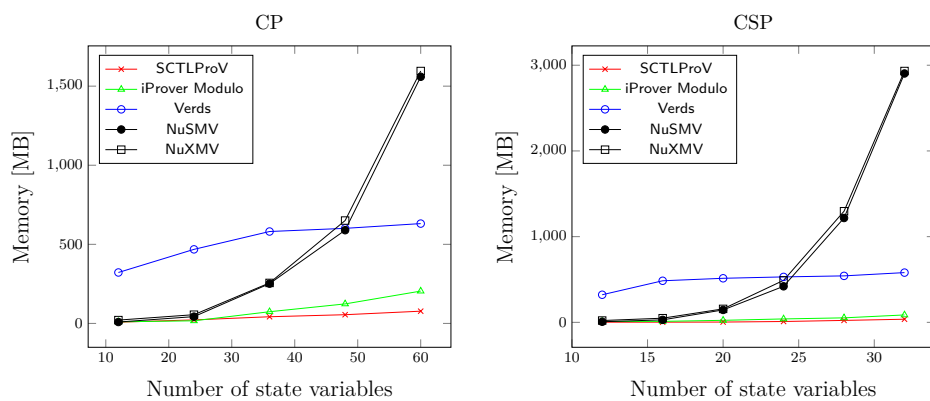 CP
SCTLProV
iProver Modulo
Verds
NuSMV
NuXMV
1,500
1,000
500
0
10
20
30
40
50
60
Memory [MB]
Number of state variables
CSP
SCTLProV
iProver Modulo
Verds
NuSMV
NuXMV
3,000
2,000
1,000
0
10
15
20
25
30
Memory [MB]
Number of state variables